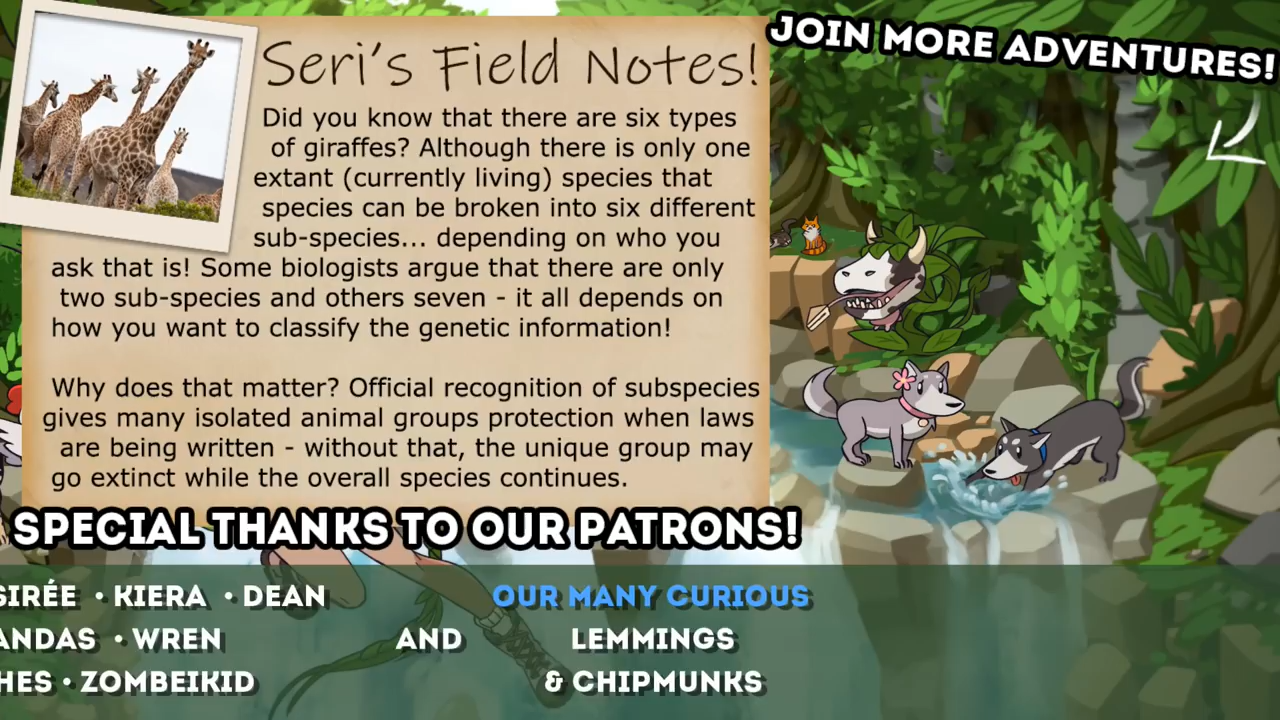 Seri's Field Notes!
JOIN MORE ADVENTURES!
Did you know that there are six types
of giraffes? Although there is only one
extant (currently living) species that
species can be broken into six different
sub-species... depending on who you
ask that is! Some biologists argue that there are only
two sub-species and others seven - it all depends on
how you want to classify the genetic information!
Why does that matter? Official recognition of subspecies
gives many isolated animal groups protection when laws
are being written - without that, the unique group may
go extinct while the overall species continues.
SPECIAL THANKS TO OUR PATRONS!
SIRÉE • KIERA • DEAN
ANDAS • WREN
HES • ZOMBEIKID
AND
OUR MANY CURIOUS
LEMMINGS
& CHIPMUNKS